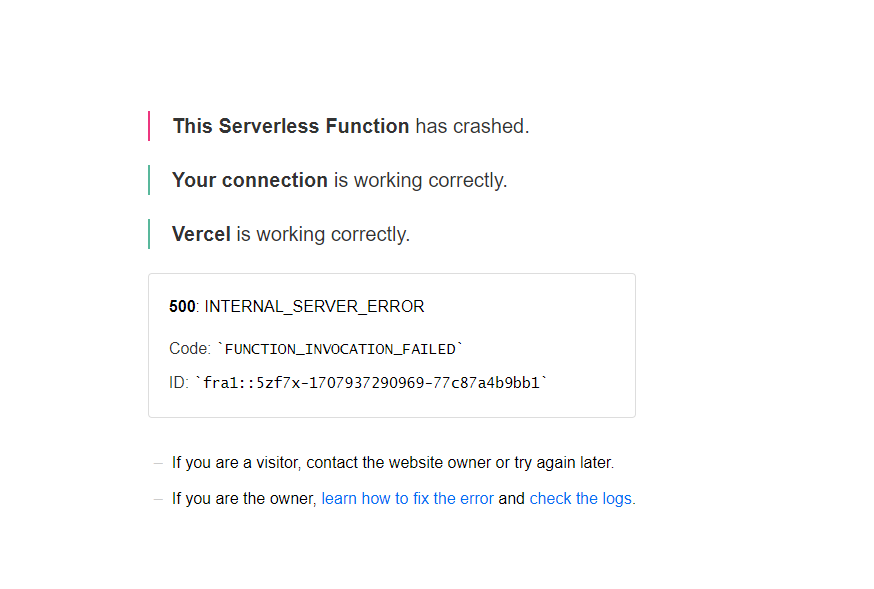 This Serverless Function has crashed.
Your connection is working correctly.
Vercel is working correctly.
500: INTERNAL_SERVER_ERROR
Code: `FUNCTION_INVOCATION_FAILED`
ID: `fra1::5zf7x-1707937290969-77c87a4b9bb1`
– If you are a visitor, contact the website owner or try again later.
– If you are the owner, learn how to fix the error and check the logs.